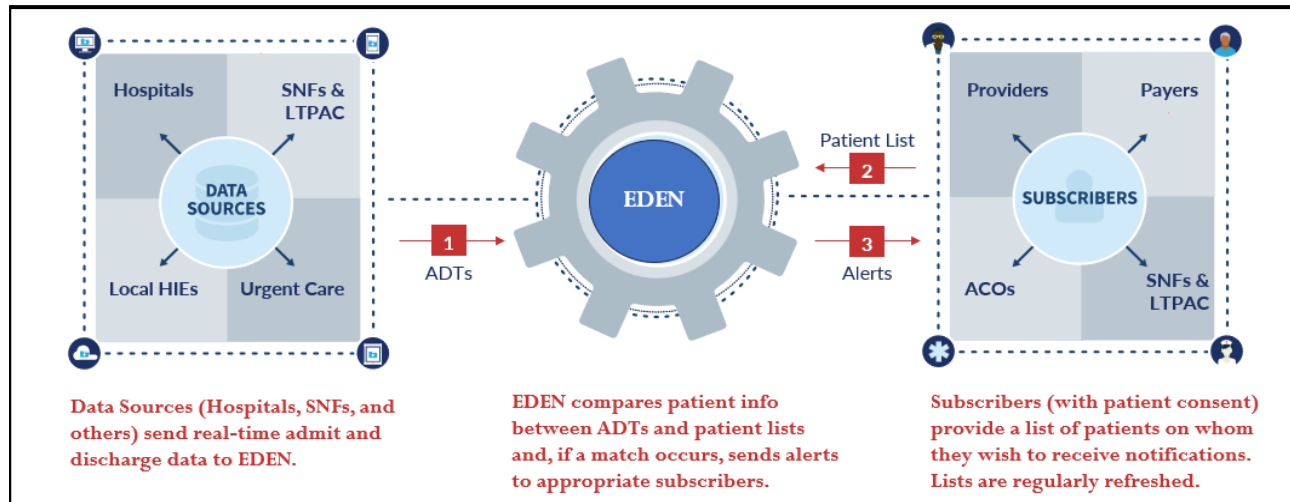 Hospitals
SNFs &
LTPAC
DATA
SOURCES
Local HIEs
Urgent Care
1
ADTs
EDEN
Patient List
2
3
Alerts
Providers
Payers
SUBSCRIBERS
ACOs
SNFs &
LTPAC
Data Sources (Hospitals, SNFs, and
others) send real-time admit and
discharge data to EDEN.
EDEN compares patient info
between ADTs and patient lists
and, if a match occurs, sends alerts
to appropriate subscribers.
Subscribers (with patient consent)
provide a list of patients on whom
they wish to receive notifications.
Lists are regularly refreshed.